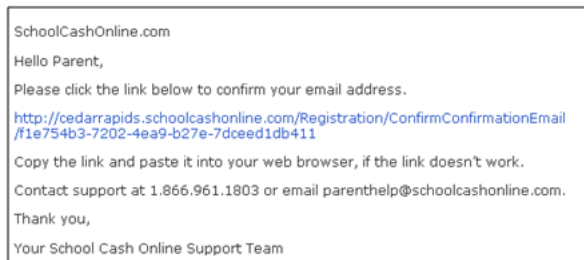 SchoolCashOnline.com
Hello Parent,
Please click the link below to confirm your email address.
http://cedarrapids.schoolcashonline.com/Registration/ConfirmConfirmationEmail
/f1e754b3-7202-4ea9-b27e-7dceed1db411
Copy the link and paste it into your web browser, if the link doesn't work.
Contact support at 1.866.961.1803 or email parenthelp@schoolcashonline.com.
Thank you,
Your School Cash Online Support Team